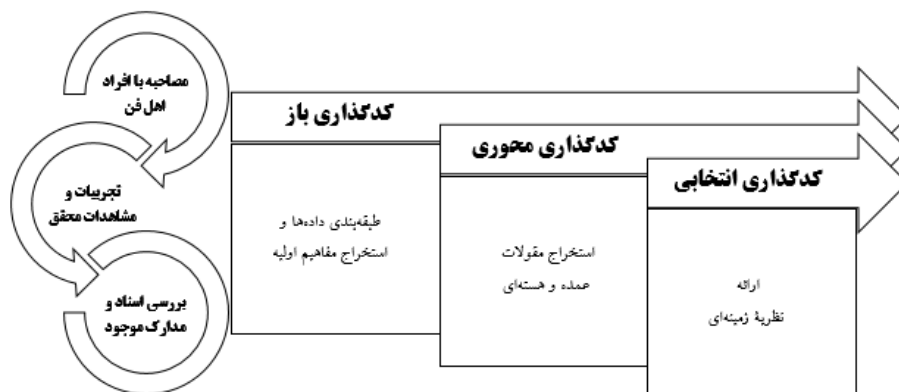 مصاحبه با افراد
اهل فن
تجربیات و
مشاهدات محقق
بررسی اسناد و
مدارک موجود
کدگذاری باز
طبقه‌بندی داده‌ها و
استخراج مفاهیم اولیه
کدگذاری محوری
استخراج مقولات
عمده و هسته‌ای
کدگذاری انتخابی
ارائه
نظریهٔ زمینه‌ای